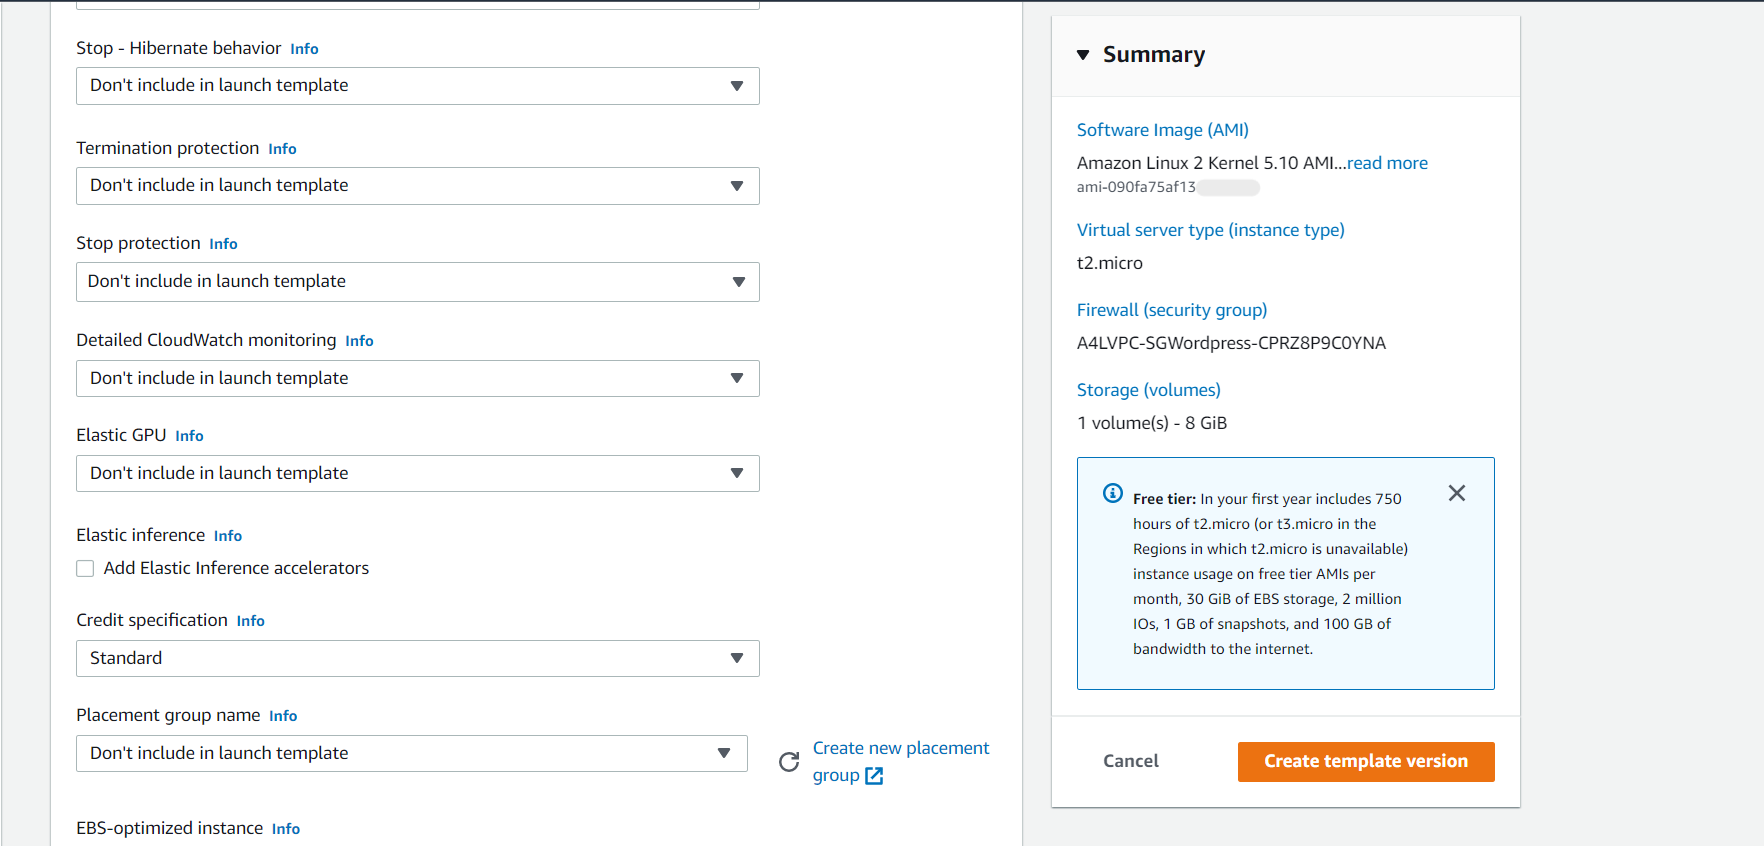 Stop - Hibernate behavior Info
Don't include in launch template
Termination protection Info
Don't include in launch template
Stop protection Info
Don't include in launch template
Detailed CloudWatch monitoring Info
Don't include in launch template
Elastic GPU Info
Don't include in launch template
Elastic inference Info
Add Elastic Inference accelerators
Credit specification Info
Standard
Placement group name Info
Don't include in launch template
Create new placement
group
EBS-optimized instance Info
Summary
Software Image (AMI)
Amazon Linux 2 Kernel 5.10 AMI...read more
ami-090fa75af13
Virtual server type (instance type)
t2.micro
Firewall (security group)
A4LVPC-SGWordpress-CPRZ8P9C0YNA
Storage (volumes)
1 volume(s) - 8 GiB
Free tier: In your first year includes 750
hours of t2.micro (or t3.micro in the
Regions in which t2.micro is unavailable)
instance usage on free tier AMIs per
month, 30 GiB of EBS storage, 2 million
IOs, 1 GB of snapshots, and 100 GB of
bandwidth to the internet.
Cancel
Create template version